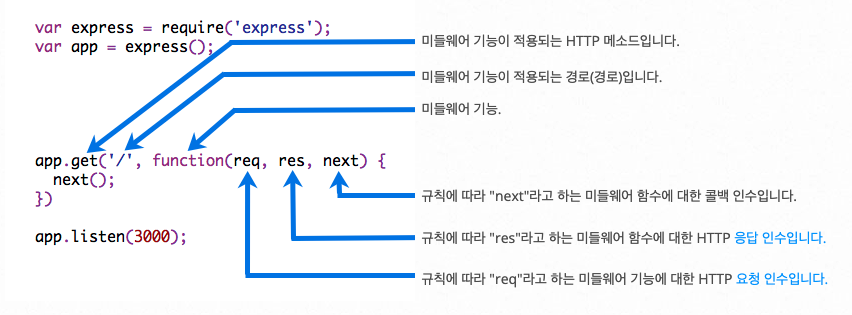 var express = require('express');
var app = express();
미들웨어 기능이 적용되는 HTTP 메소드입니다.
미들웨어 기능이 적용되는 경로(경로)입니다.
미들웨어 기능.
app.get('/', function(req, res, next) {
next();
})
app.listen(3000);
규칙에 따라 "next"라고 하는 미들웨어 함수에 대한 콜백 인수입니다.
규칙에 따라 "res"라고 하는 미들웨어 함수에 대한 HTTP 응답 인수입니다.
규칙에 따라 "req"라고 하는 미들웨어 기능에 대한 HTTP 요청 인수입니다.